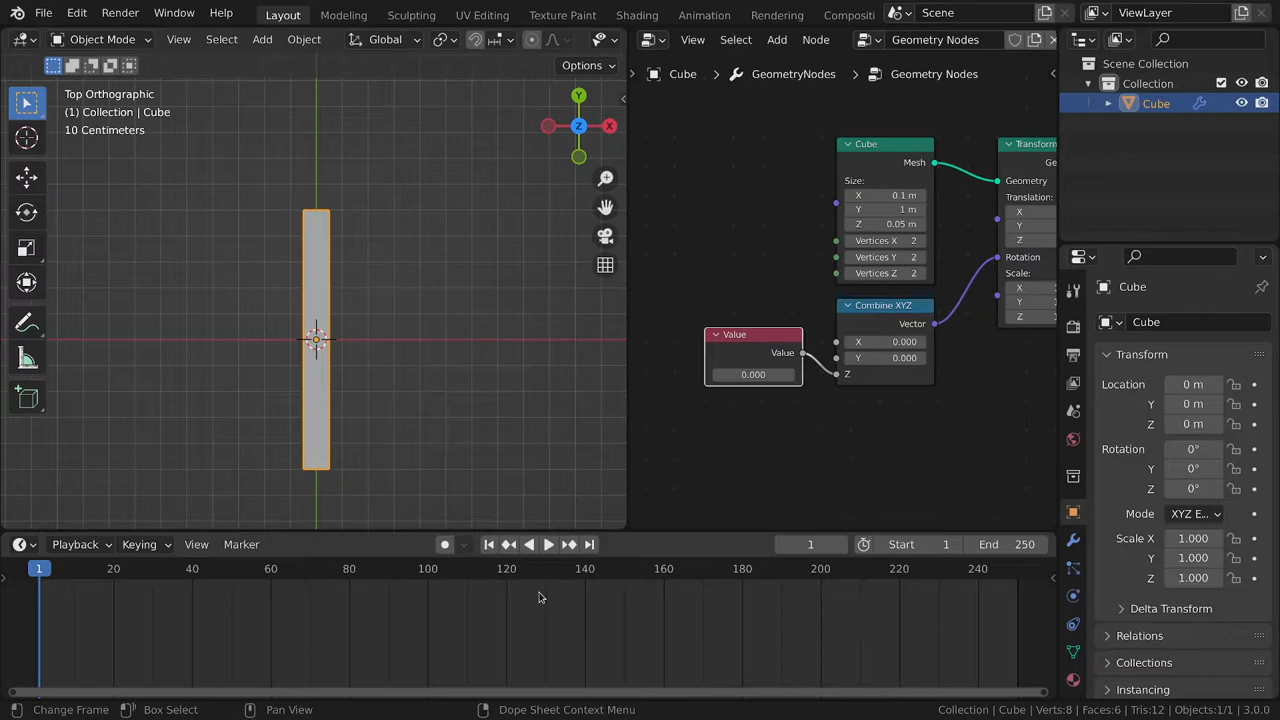 File Edit Render Window Help Layout Modeling Sculpting UV Editing Texture Paint Shading Animation Rendering Compositi Scene ViewLayer
Object Mode View Select Add Object Global
View Select Add Node Geometry Nodes
Options
Top Orthographic
(1) Collection | Cube
10 Centimeters
Y
Z
X
Cube GeometryNodes Geometry Nodes
Cube
Mesh
Size:
X 0.1 m
Y 1 m
Z 0.05 m
Vertices X 2
Vertices Y 2
Vertices Z 2
Transform
Ge
Geometry
Translation:
X
Y
Z
Rotation
Scale:
X
Y
Z
Value
Value
0.000
Combine XYZ
Vector
X 0.000
Y 0.000
Z
Scene Collection
Collection
Cube
Cube
Cube
Transform
Location 0 m
Y 0 m
Z 0 m
Rotation 0°
Y 0°
Z 0°
Mode XYZ E...
Scale X 1.000
Y 1.000
Z 1.000
Delta Transform
Relations
Collections
Instancing
Playback Keying View Marker 1 Start 1 End 250
1 20 40 60 80 100 120 140 160 180 200 220 240
Change Frame Box Select Pan View Dope Sheet Context Menu Collection | Cube | Verts:8 | Faces:6 | Tris:12 | Objects:1/1 | 3.0.0